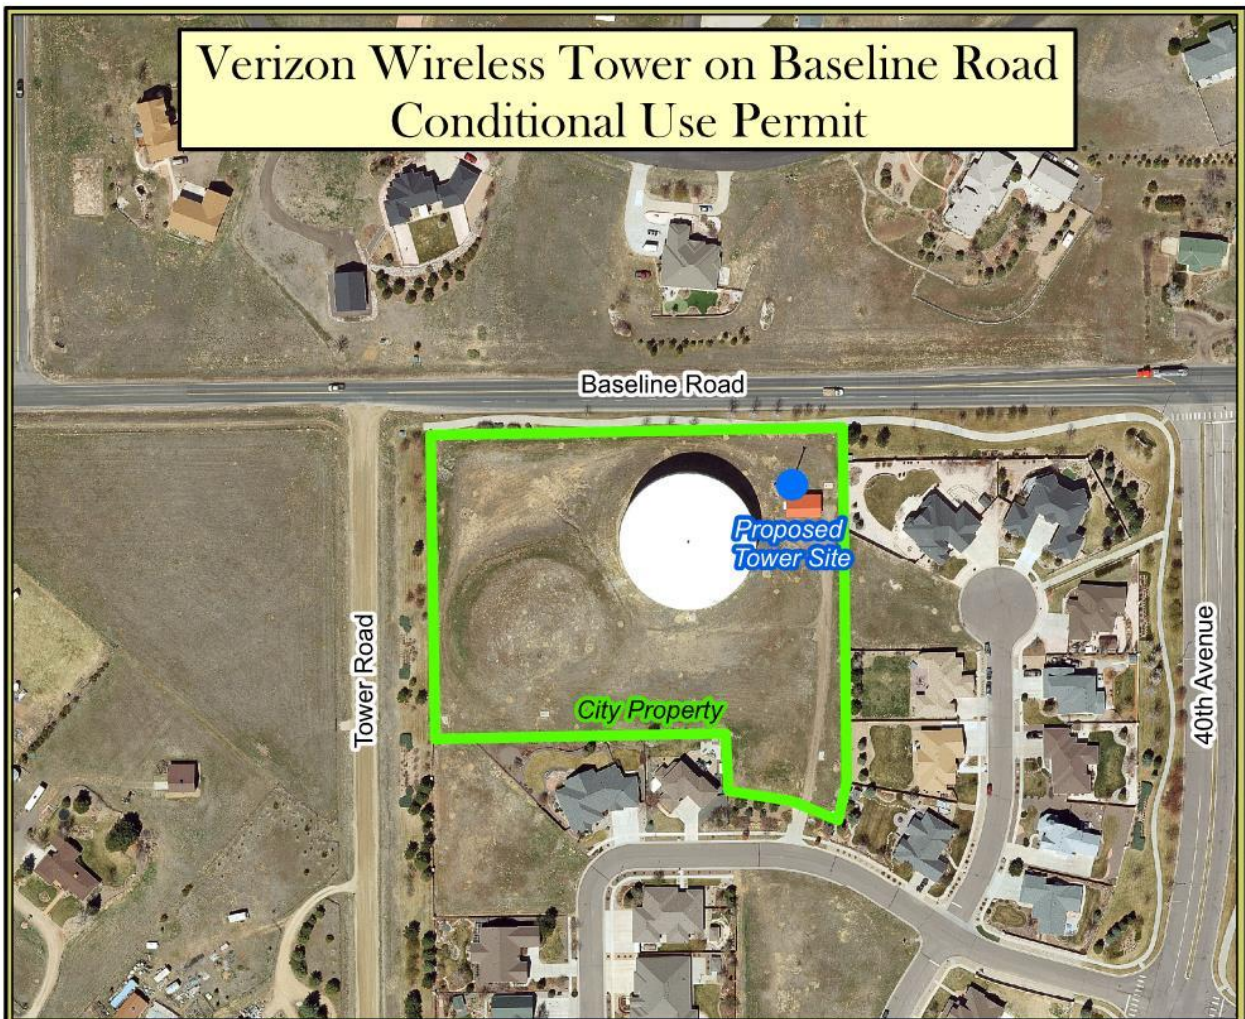 Verizon Wireless Tower on Baseline Road
Conditional Use Permit
Baseline Road
Proposed
Tower Site
City Property
Tower Road
40th Avenue